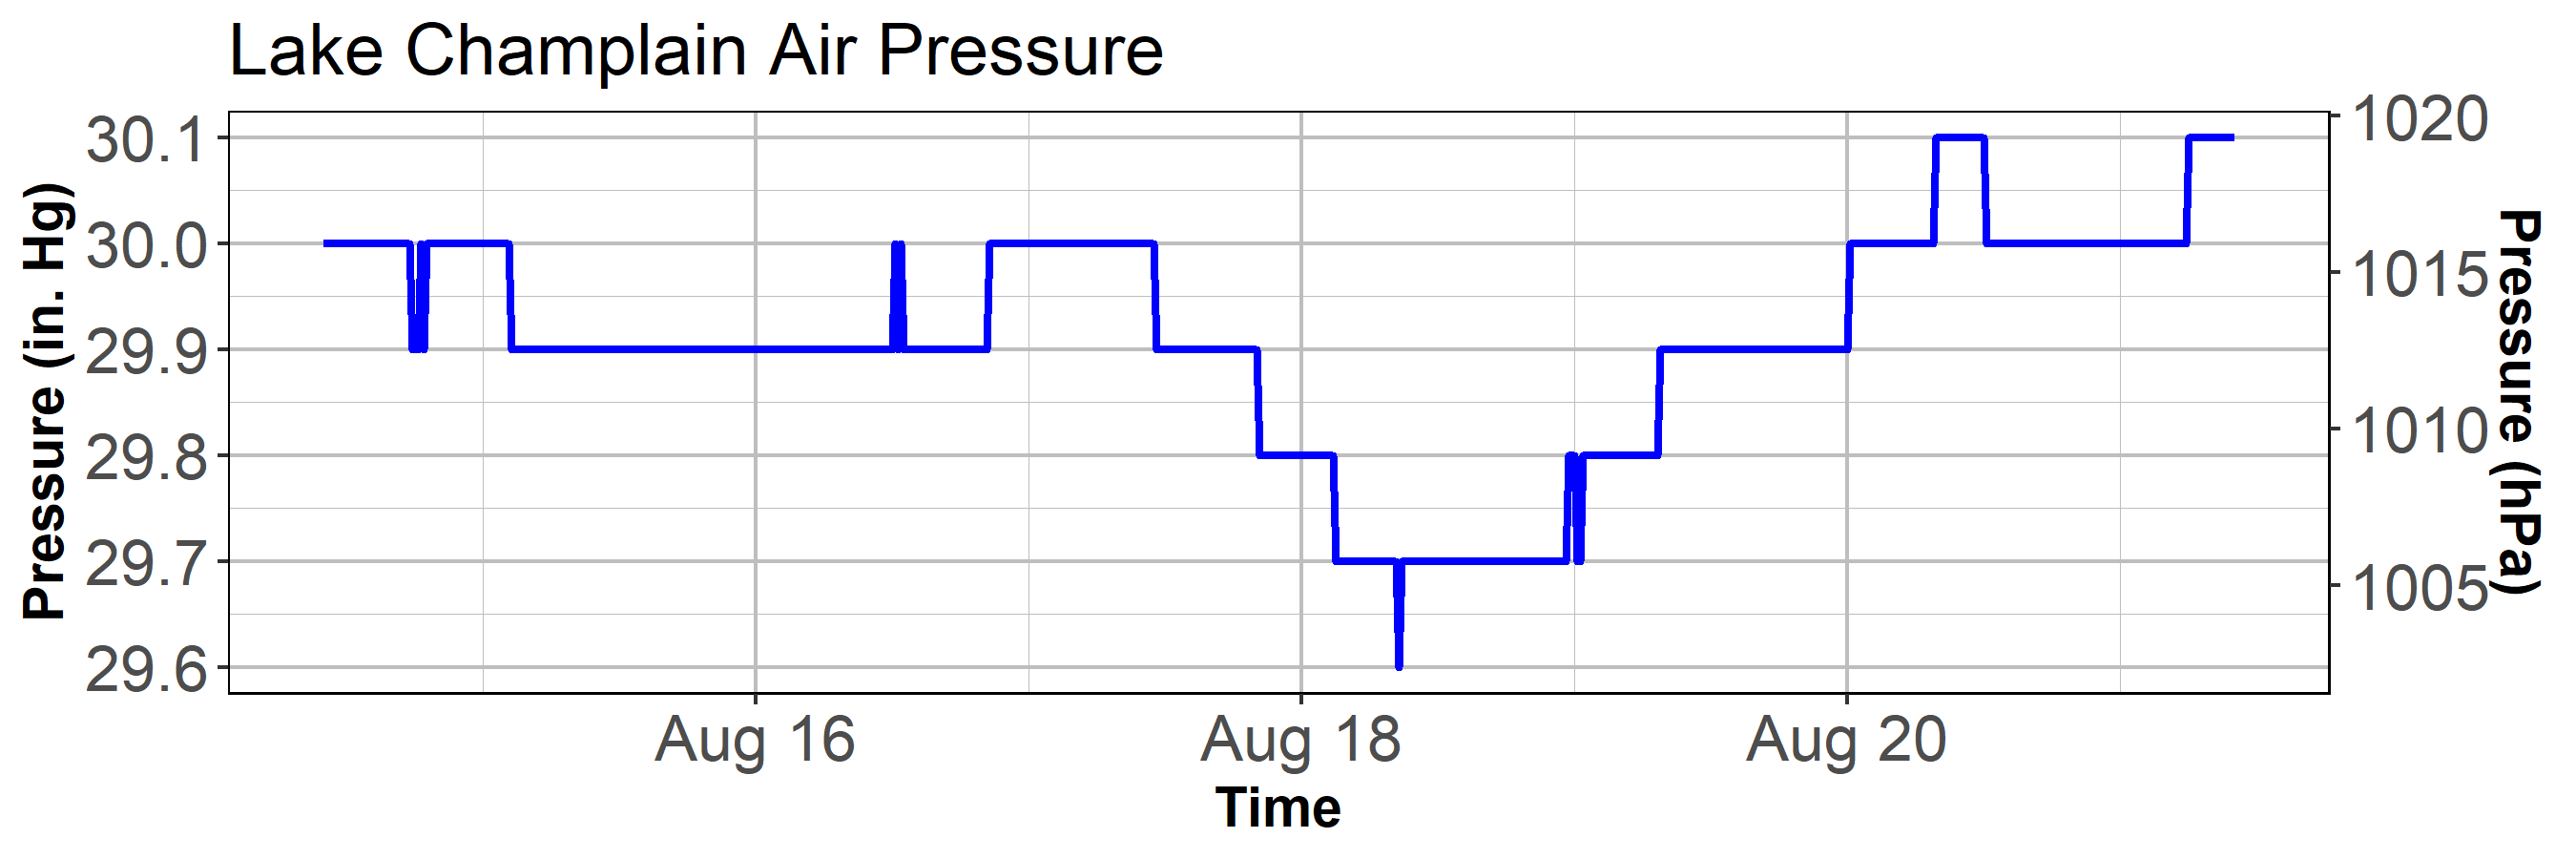 Lake Champlain Air Pressure
Pressure (in. Hg)
30.1
30.0
29.9
29.8
29.7
29.6
1020
1015
1010
1005
Pressure (hPa)
Aug 16 Aug 18 Aug 20
Time